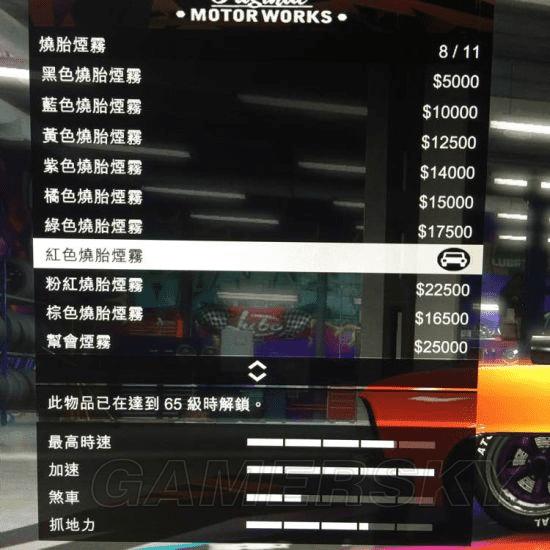 • MOTORWORKS •
燒胎煙霧 8 / 11
黑色燒胎煙霧 $5000
藍色燒胎煙霧 $10000
黃色燒胎煙霧 $12500
紫色燒胎煙霧 $14000
橘色燒胎煙霧 $15000
綠色燒胎煙霧 $17500
紅色燒胎煙霧
粉紅燒胎煙霧 $22500
棕色燒胎煙霧 $16500
幫會煙霧 $25000
此物品已在達到 65 級時解鎖。
最高時速
加速
煞車
抓地力
GAMERSKY